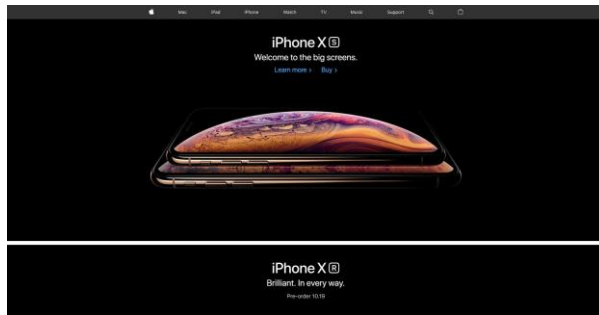 Mac iPad iPhone Watch TV Music Support
iPhone XS
Welcome to the big screens.
Learn more > Buy >
iPhone XR
Brilliant. In every way.
Pre-order 10.19